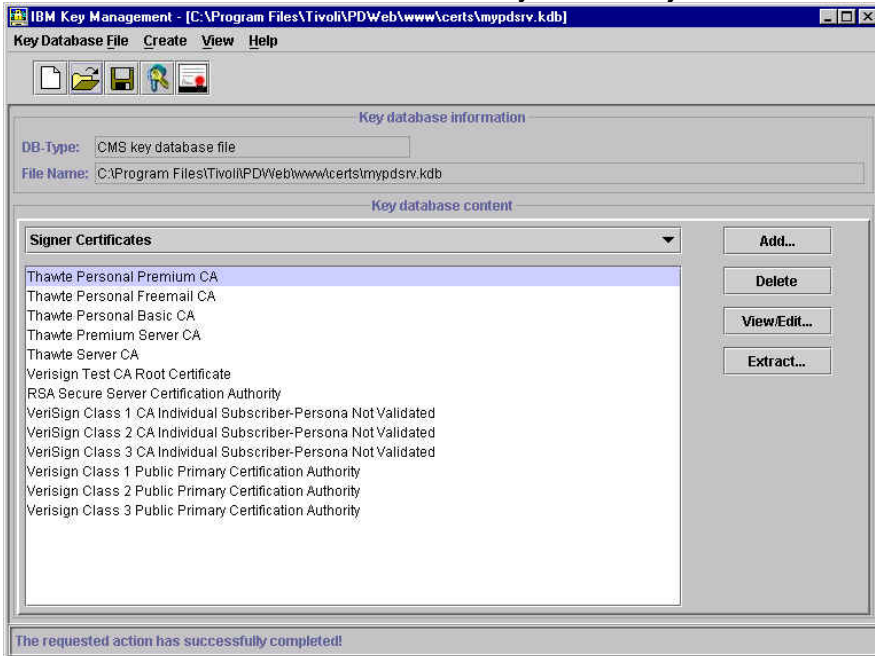 IBM Key Management - [C:\Program Files\Tivoli\PDWeb\www\certs\mypdsrv.kdb]
Key Database File Create View Help
Key database information
DB-Type: CMS key database file
File Name: C:\Program Files\Tivoli\PDWeb\www\certs\mypdsrv.kdb
Key database content
Signer Certificates
Add...
Thawte Personal Premium CA
Delete
Thawte Personal Freemail CA
Thawte Personal Basic CA
View/Edit...
Thawte Premium Server CA
Thawte Server CA
Extract...
Verisign Test CA Root Certificate
RSA Secure Server Certification Authority
VeriSign Class 1 CA Individual Subscriber-Persona Not Validated
VeriSign Class 2 CA Individual Subscriber-Persona Not Validated
VeriSign Class 3 CA Individual Subscriber-Persona Not Validated
Verisign Class 1 Public Primary Certification Authority
Verisign Class 2 Public Primary Certification Authority
Verisign Class 3 Public Primary Certification Authority
The requested action has successfully completed!